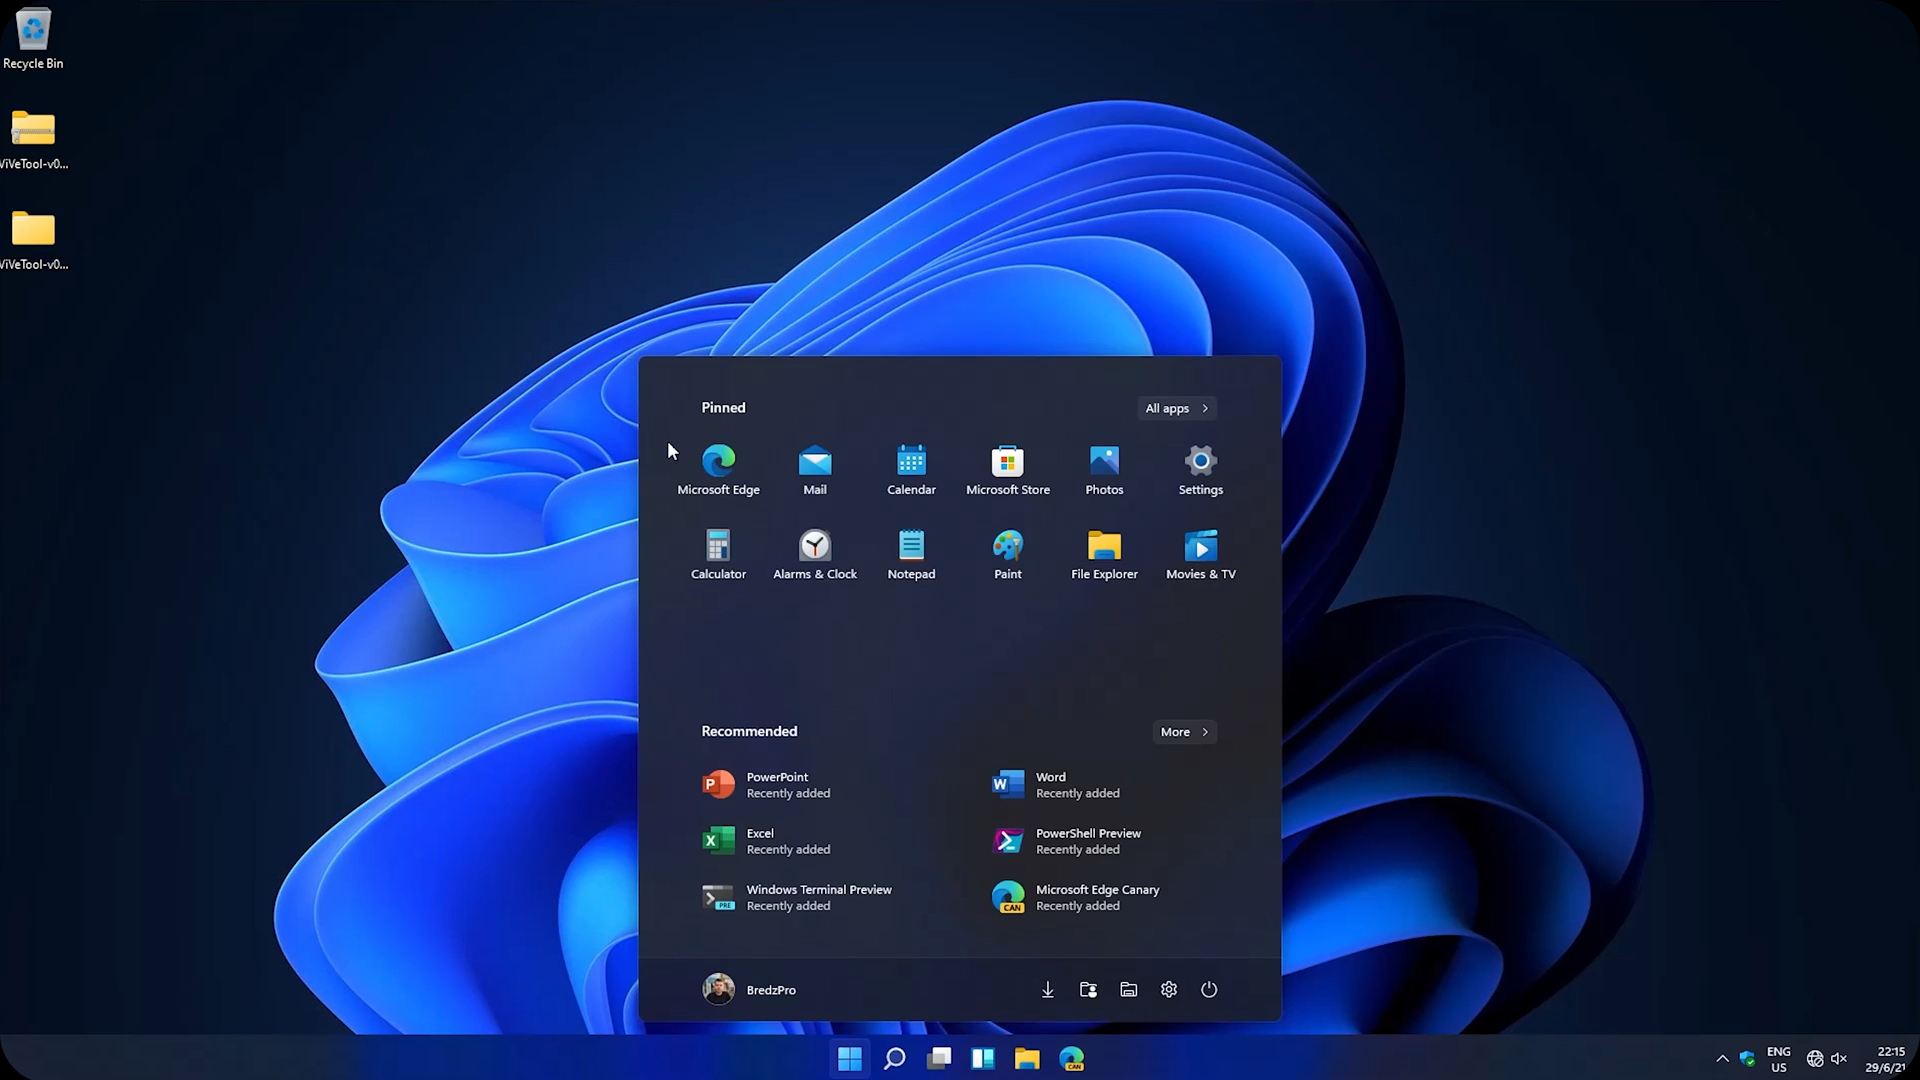 Recycle Bin
ViVeTool-v0...
ViVeTool-v0...
Pinned
All apps
Microsoft Edge
Mail
Calendar
Microsoft Store
Photos
Settings
Calculator
Alarms & Clock
Notepad
Paint
File Explorer
Movies & TV
Recommended
More
P
PowerPoint
Recently added
W
Word
Recently added
X
Excel
Recently added
PowerShell Preview
Recently added
PRE
Windows Terminal Preview
Recently added
CAN
Microsoft Edge Canary
Recently added
BredzPro
CAN
ENG
US
22:15
29/6/21